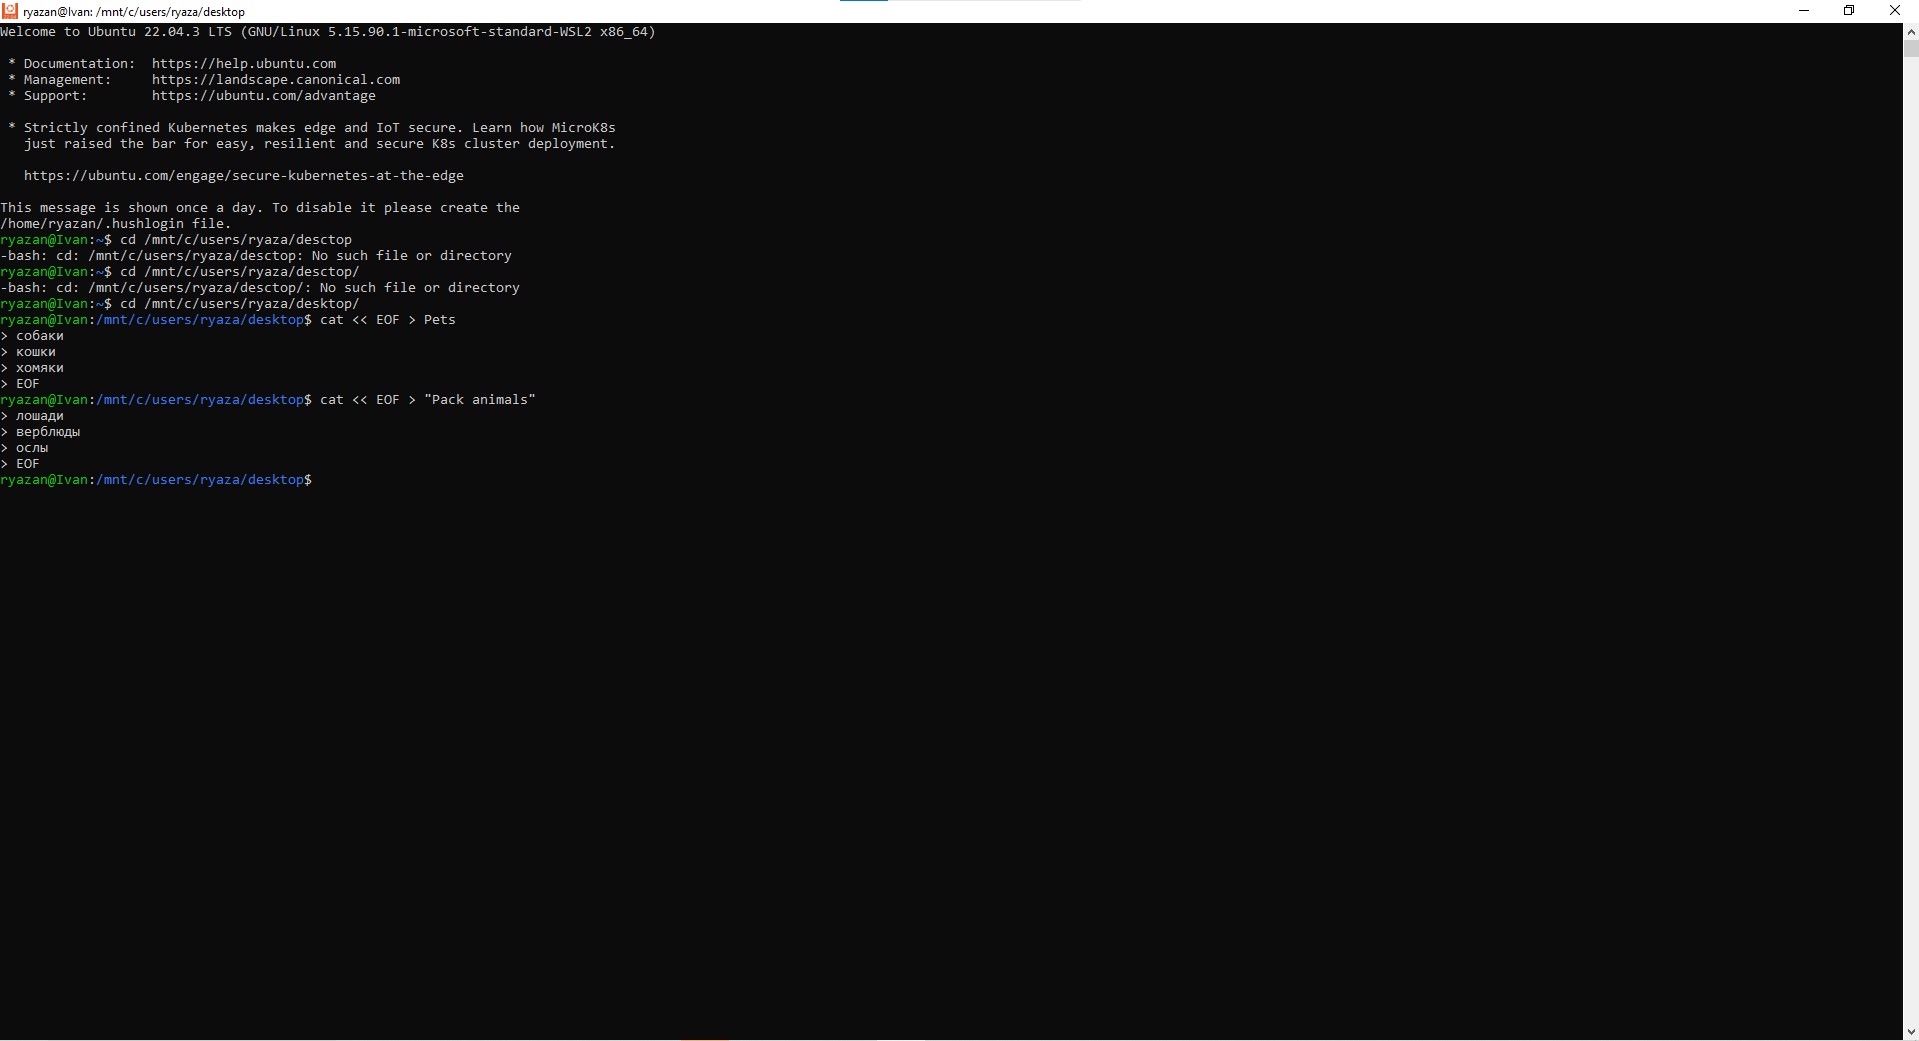 ryazan@Ivan: /mnt/c/users/ryaza/desktop
Welcome to Ubuntu 22.04.3 LTS (GNU/Linux 5.15.90.1-microsoft-standard-WSL2 x86_64)
* Documentation:  https://help.ubuntu.com
* Management:     https://landscape.canonical.com
* Support:        https://ubuntu.com/advantage
* Strictly confined Kubernetes makes edge and IoT secure. Learn how MicroK8s
just raised the bar for easy, resilient and secure K8s cluster deployment.
https://ubuntu.com/engage/secure-kubernetes-at-the-edge
This message is shown once a day. To disable it please create the
/home/ryazan/.hushlogin file.
ryazan@Ivan:~$ cd /mnt/c/users/ryaza/desctop
-bash: cd: /mnt/c/users/ryaza/desctop: No such file or directory
ryazan@Ivan:~$ cd /mnt/c/users/ryaza/desctop/
-bash: cd: /mnt/c/users/ryaza/desctop/: No such file or directory
ryazan@Ivan:~$ cd /mnt/c/users/ryaza/desktop/
ryazan@Ivan:/mnt/c/users/ryaza/desktop$ cat << EOF > Pets
> собаки
> кошки
> хомяки
> EOF
ryazan@Ivan:/mnt/c/users/ryaza/desktop$ cat << EOF > "Pack animals"
> лошади
> верблюды
> ослы
> EOF
ryazan@Ivan:/mnt/c/users/ryaza/desktop$